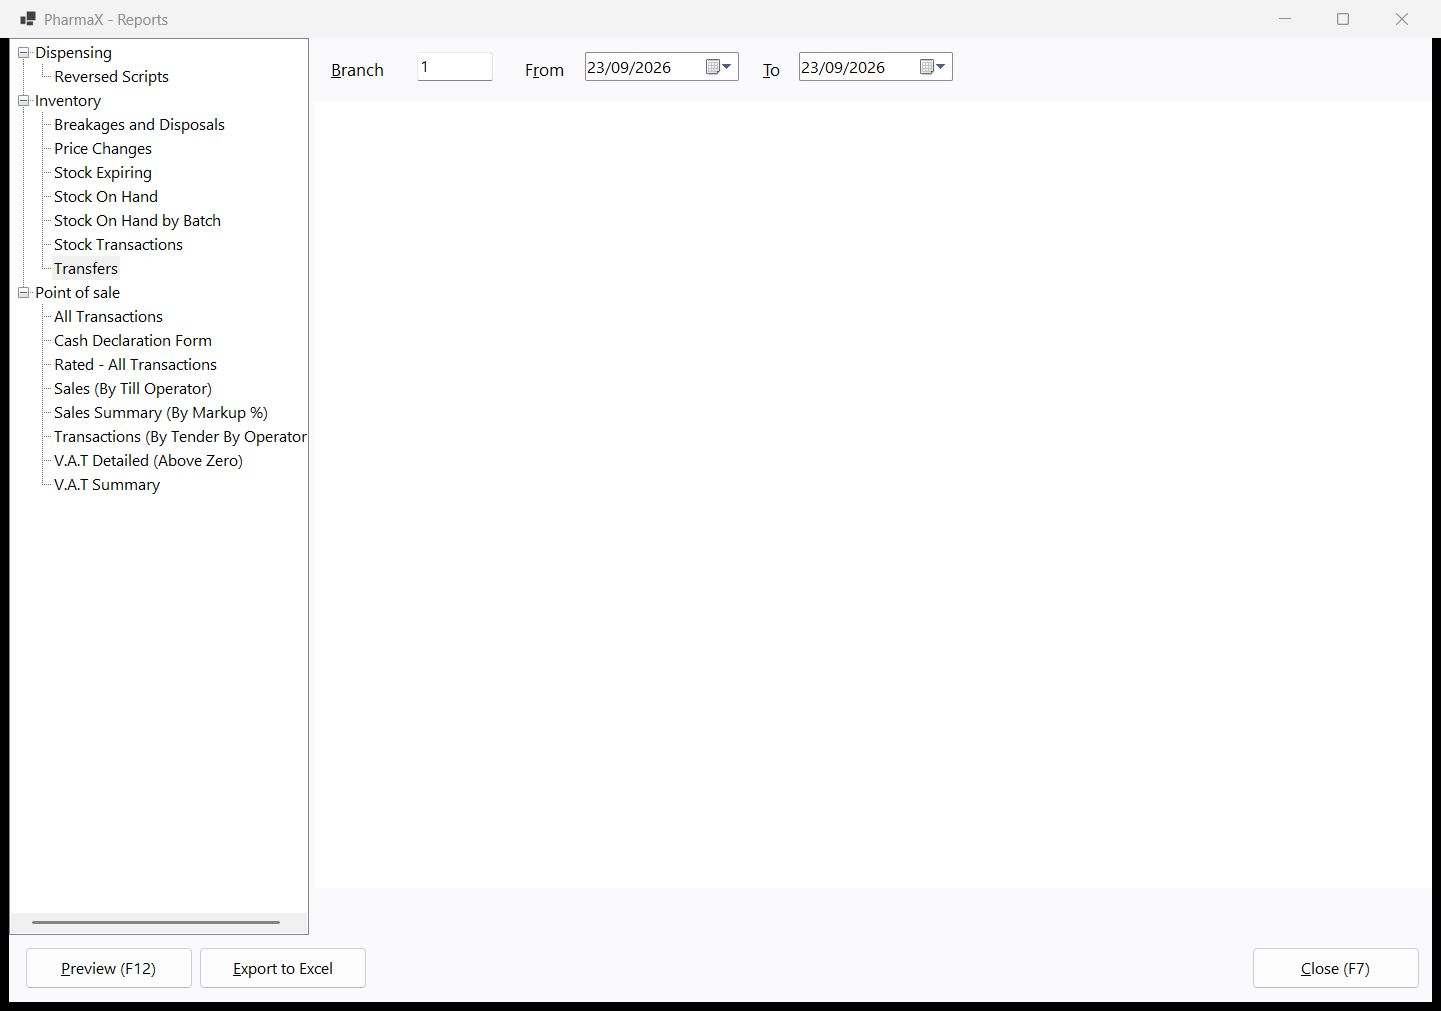 PharmaX - Reports
Dispensing
Reversed Scripts
Inventory
Breakages and Disposals
Price Changes
Stock Expiring
Stock On Hand
Stock On Hand by Batch
Stock Transactions
Transfers
Point of sale
All Transactions
Cash Declaration Form
Rated - All Transactions
Sales (By Till Operator)
Sales Summary (By Markup %)
Transactions (By Tender By Operator
V.A.T Detailed (Above Zero)
V.A.T Summary
Branch 1 From 23/09/2026 To 23/09/2026
Preview (F12) Export to Excel Close (F7)